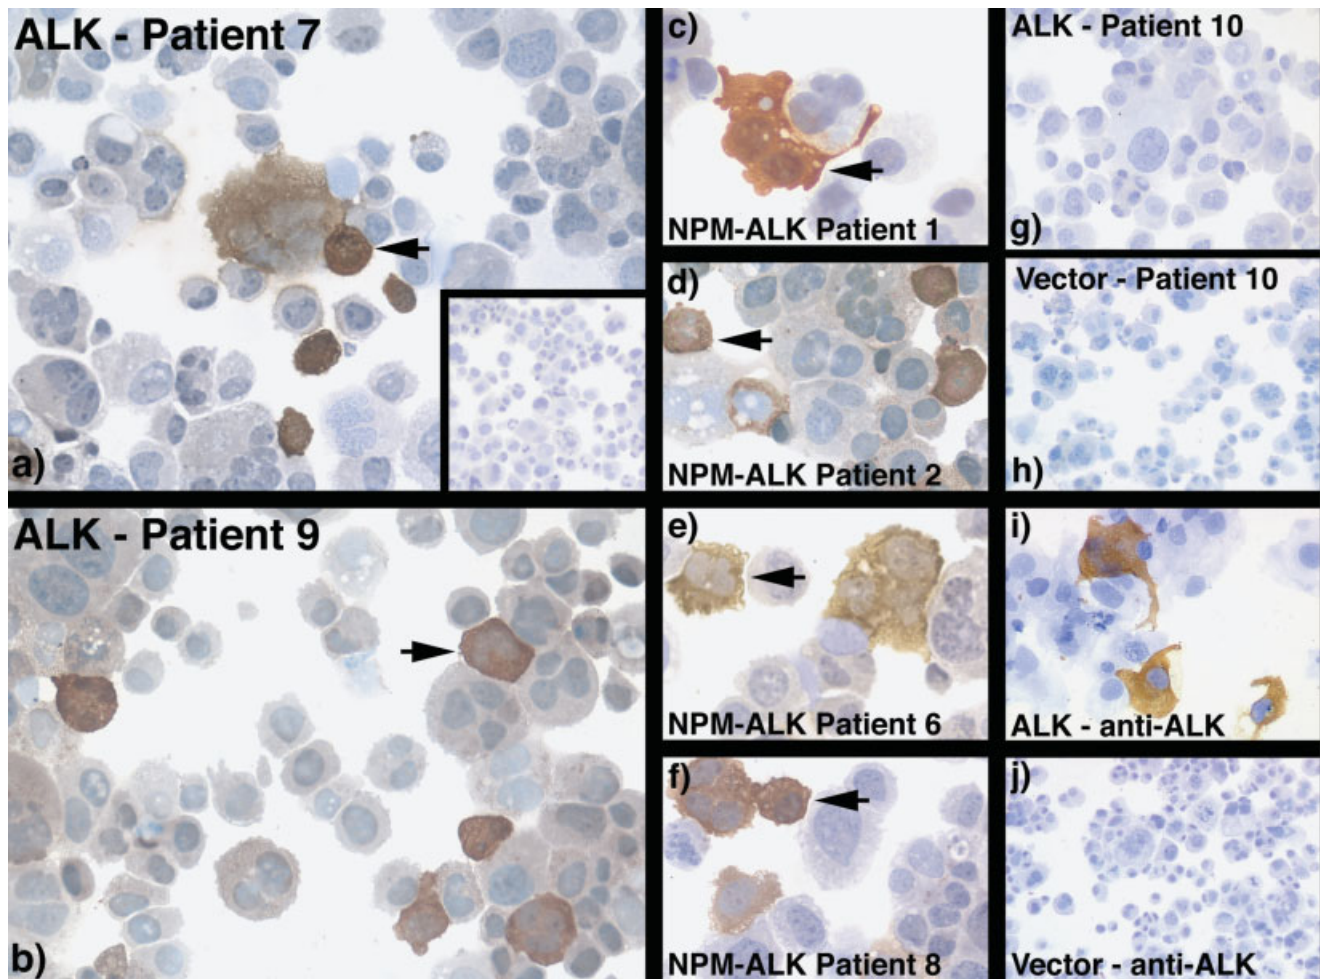 ALK - Patient 7
a)
ALK - Patient 9
b)
c)
NPM-ALK Patient 1
d)
NPM-ALK Patient 2
e)
NPM-ALK Patient 6
f)
NPM-ALK Patient 8
ALK - Patient 10
g)
Vector - Patient 10
h)
i)
ALK - anti-ALK
j)
Vector - anti-ALK